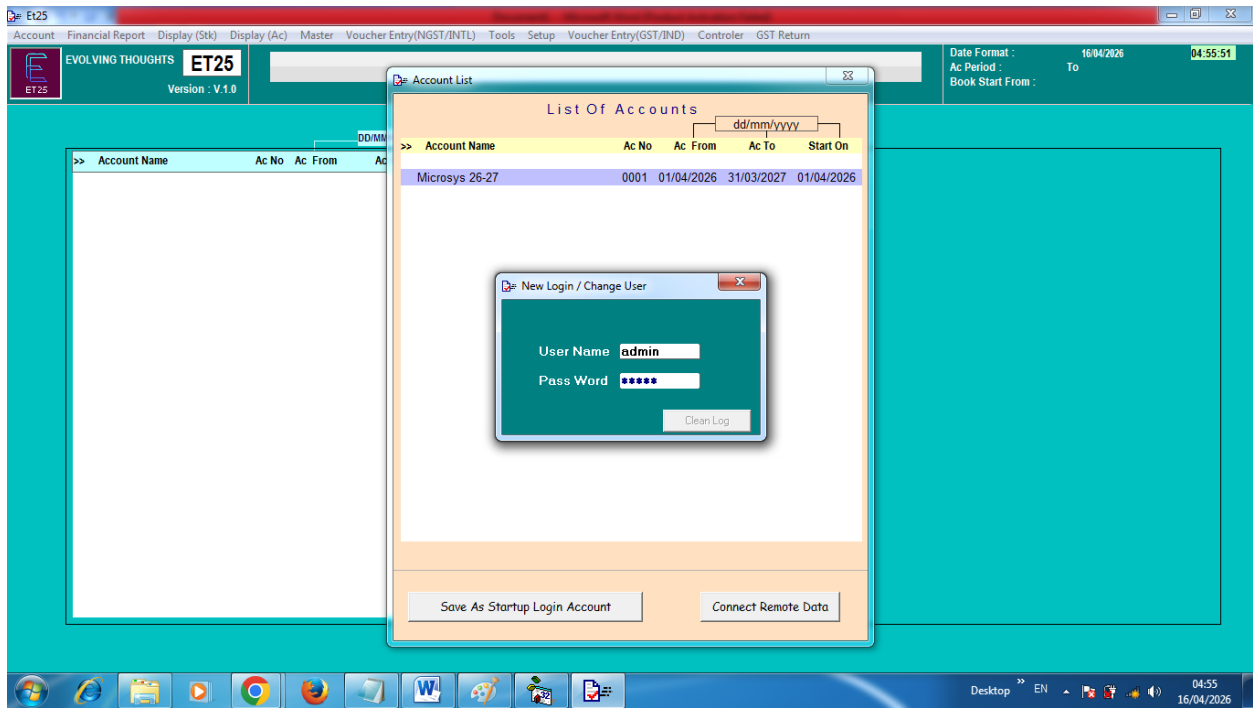 Et25
Account Financial Report Display (Stk) Display (Ac) Master Voucher Entry(NGST/INTL) Tools Setup Voucher Entry(GST/IND) Controler GST Return
ET25
EVOLVING THOUGHTS ET25
Version : V.1.0
Date Format : 16/04/2026 04:55:51
Ac Period : To
Book Start From :
DD/MM
>> Account Name Ac No Ac From Ac
Account List
List Of Accounts
dd/mm/yyyy
>> Account Name Ac No Ac From Ac To Start On
Microsys 26-27 0001 01/04/2026 31/03/2027 01/04/2026
New Login / Change User
User Name admin
Pass Word *****
Clean Log
Save As Startup Login Account Connect Remote Data
Desktop » EN 04:55
16/04/2026